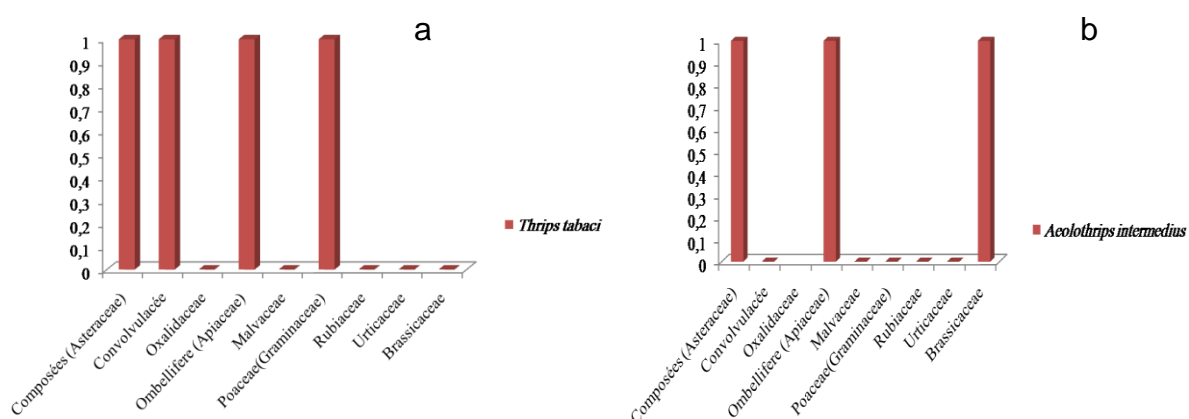 a
1
0,9
0,8
0,7
0,6
0,5
0,4
0,3
0,2
0,1
0
Composées (Asteraceae)
Convolvulacée
Oxalidaceae
Ombellifere (Apiaceae)
Malvaceae
Poaceae(Graminaceae)
Rubiaceae
Urticaceae
Brassicaceae
Thrips tabaci
b
1
0,9
0,8
0,7
0,6
0,5
0,4
0,3
0,2
0,1
0
Composées (Asteraceae)
Convolvulacée
Oxalidaceae
Ombellifere (Apiaceae)
Malvaceae
Poaceae(Graminaceae)
Rubiaceae
Urticaceae
Brassicaceae
Aeolothrips intermedius